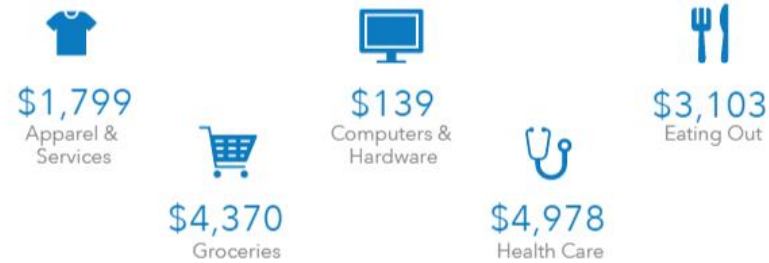 $1,799
Apparel &
Services
$139
Computers &
Hardware
$3,103
Eating Out
$4,370
Groceries
$4,978
Health Care